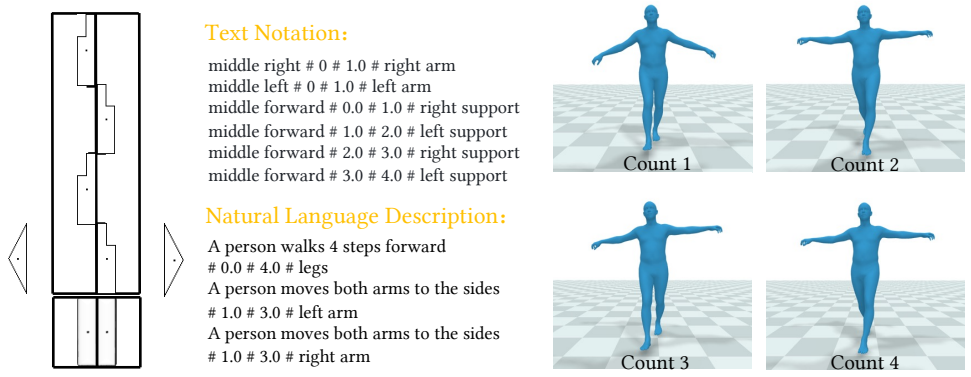 Text Notation:
middle right # 0 # 1.0 # right arm
middle left # 0 # 1.0 # left arm
middle forward # 0.0 # 1.0 # right support
middle forward # 1.0 # 2.0 # left support
middle forward # 2.0 # 3.0 # right support
middle forward # 3.0 # 4.0 # left support
Natural Language Description:
A person walks 4 steps forward
# 0.0 # 4.0 # legs
A person moves both arms to the sides
# 1.0 # 3.0 # left arm
A person moves both arms to the sides
# 1.0 # 3.0 # right arm
Count 1
Count 2
Count 3
Count 4